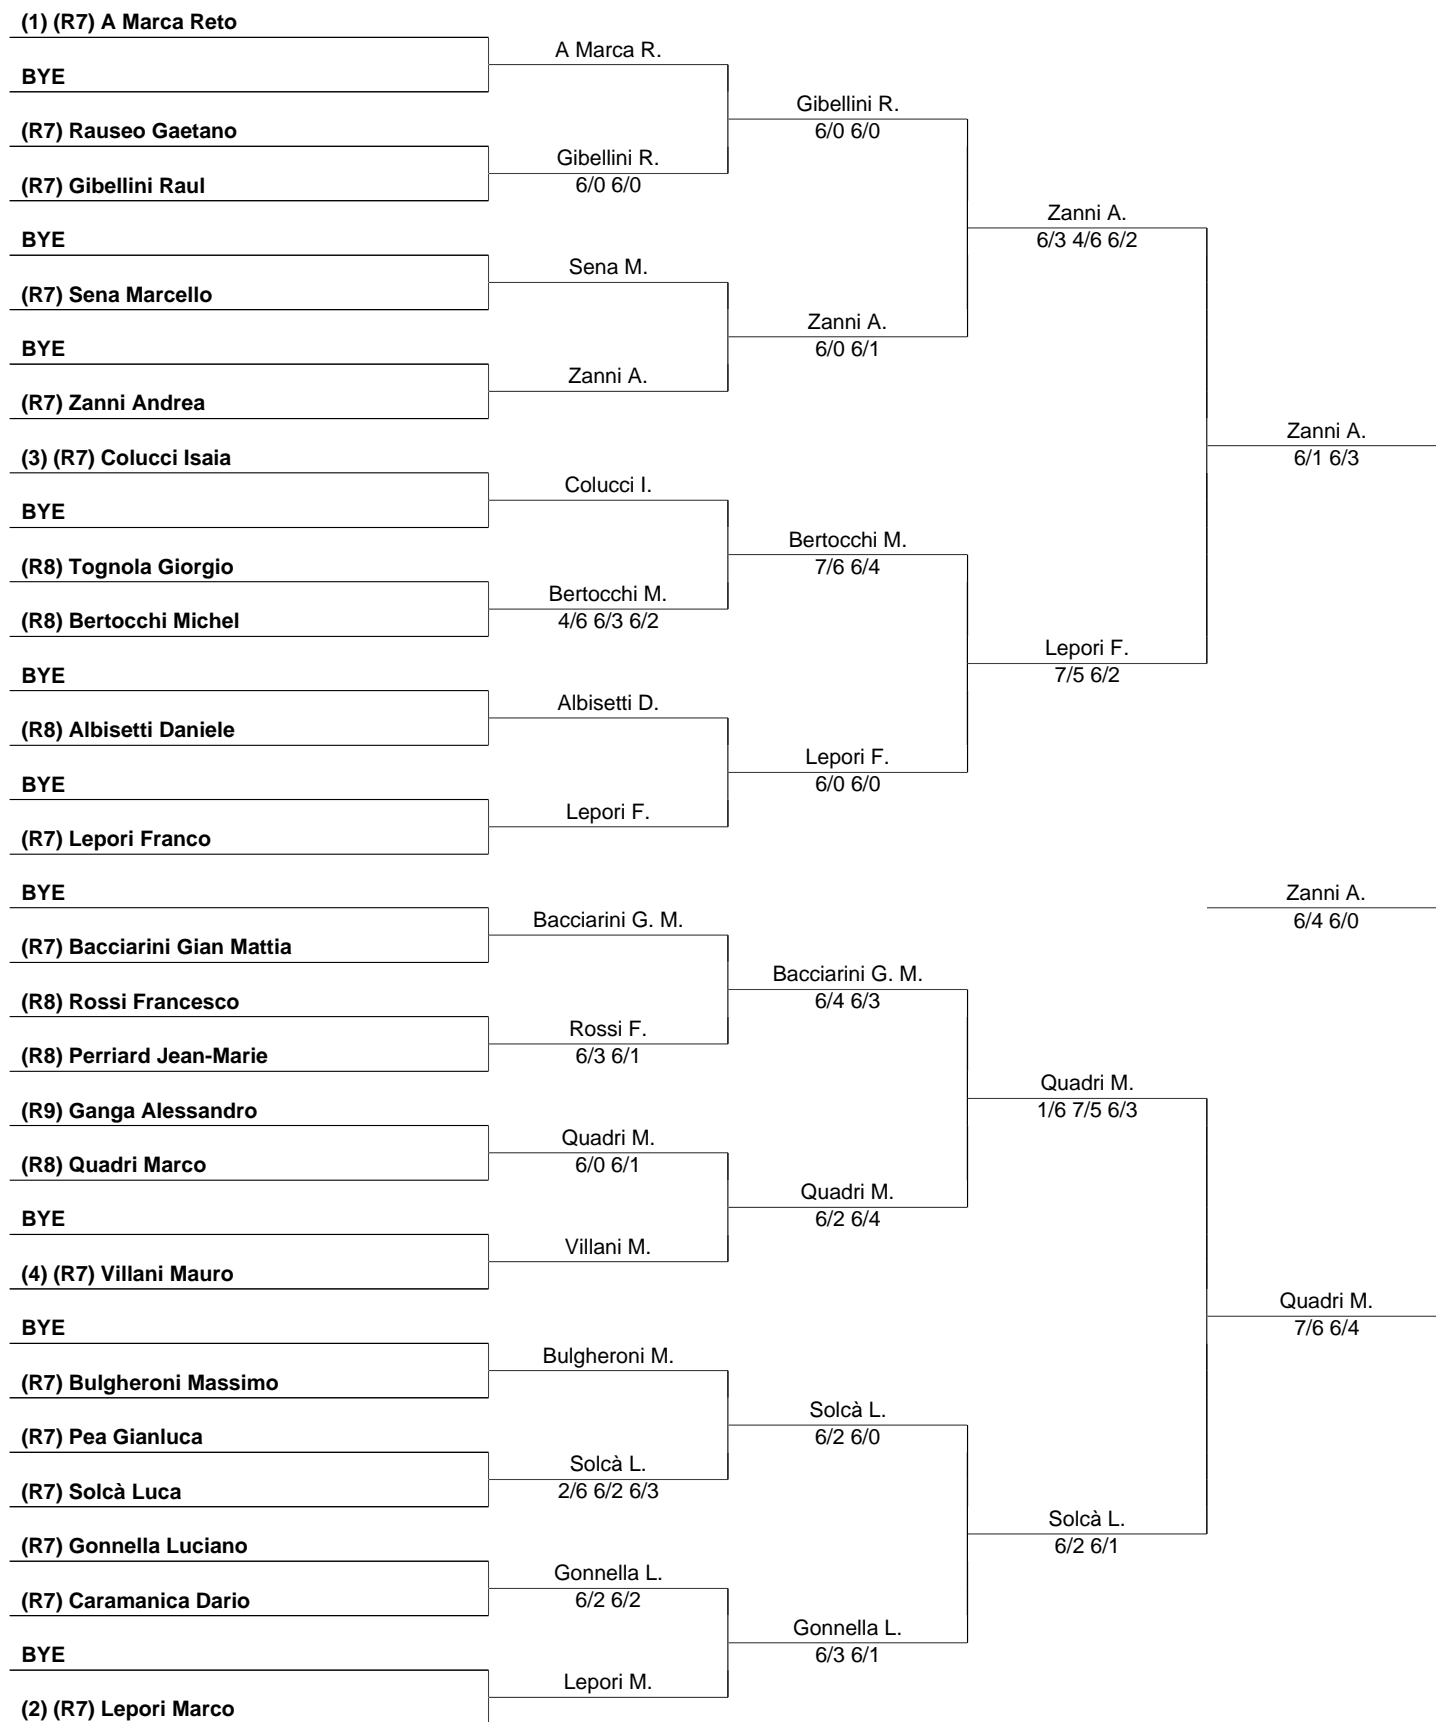 (1) (R7) A Marca Reto
BYE
(R7) Rauseo Gaetano
(R7) Gibellini Raul
BYE
(R7) Sena Marcello
BYE
(R7) Zanni Andrea
(3) (R7) Colucci Isaia
BYE
(R8) Tognola Giorgio
(R8) Bertocchi Michel
BYE
(R8) Albisetti Daniele
BYE
(R7) Lepori Franco
BYE
(R7) Bacciarini Gian Mattia
(R8) Rossi Francesco
(R8) Perriard Jean-Marie
(R9) Ganga Alessandro
(R8) Quadri Marco
BYE
(4) (R7) Villani Mauro
BYE
(R7) Bulgheroni Massimo
(R7) Pea Gianluca
(R7) Solcà Luca
(R7) Gonnella Luciano
(R7) Caramanica Dario
BYE
(2) (R7) Lepori Marco
A Marca R.
Gibellini R.
6/0 6/0
Sena M.
Zanni A.
Colucci I.
Bertocchi M.
4/6 6/3 6/2
Albisetti D.
Lepori F.
Bacciarini G. M.
Rossi F.
6/3 6/1
Quadri M.
6/0 6/1
Villani M.
Bulgheroni M.
Solcà L.
2/6 6/2 6/3
Gonnella L.
6/2 6/2
Lepori M.
Gibellini R.
6/0 6/0
Zanni A.
6/0 6/1
Bertocchi M.
7/6 6/4
Lepori F.
6/0 6/0
Bacciarini G. M.
6/4 6/3
Quadri M.
6/2 6/4
Solcà L.
6/2 6/0
Gonnella L.
6/3 6/1
Zanni A.
6/3 4/6 6/2
Lepori F.
7/5 6/2
Quadri M.
1/6 7/5 6/3
Solcà L.
6/2 6/1
Zanni A.
6/1 6/3
Zanni A.
6/4 6/0
Quadri M.
7/6 6/4